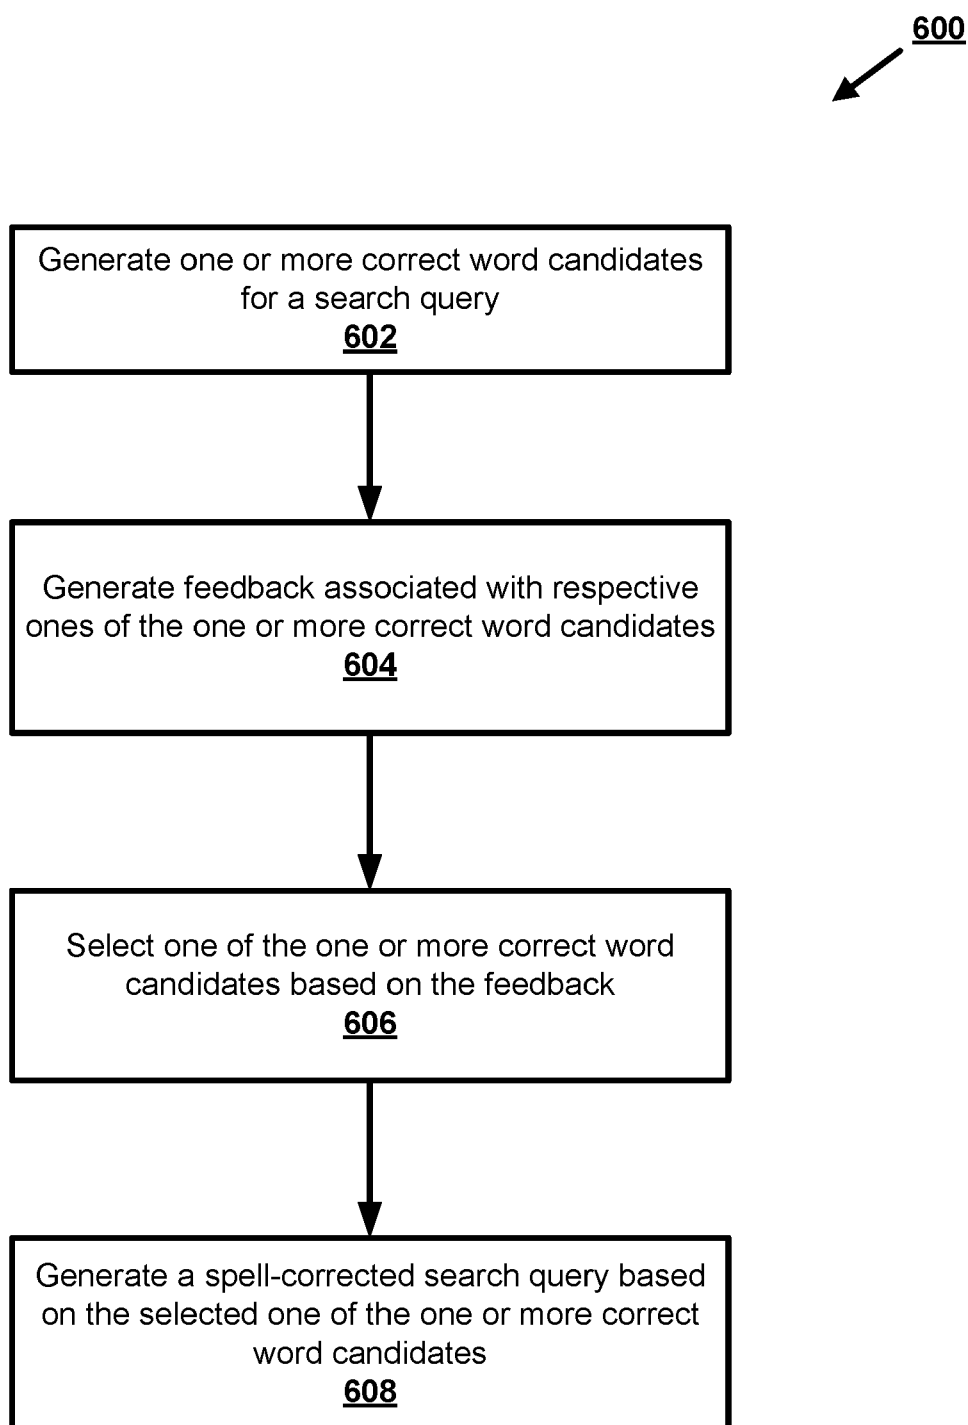 600
Generate one or more correct word candidates
for a search query
602
Generate feedback associated with respective
ones of the one or more correct word candidates
604
Select one of the one or more correct word
candidates based on the feedback
606
Generate a spell-corrected search query based
on the selected one of the one or more correct
word candidates
608